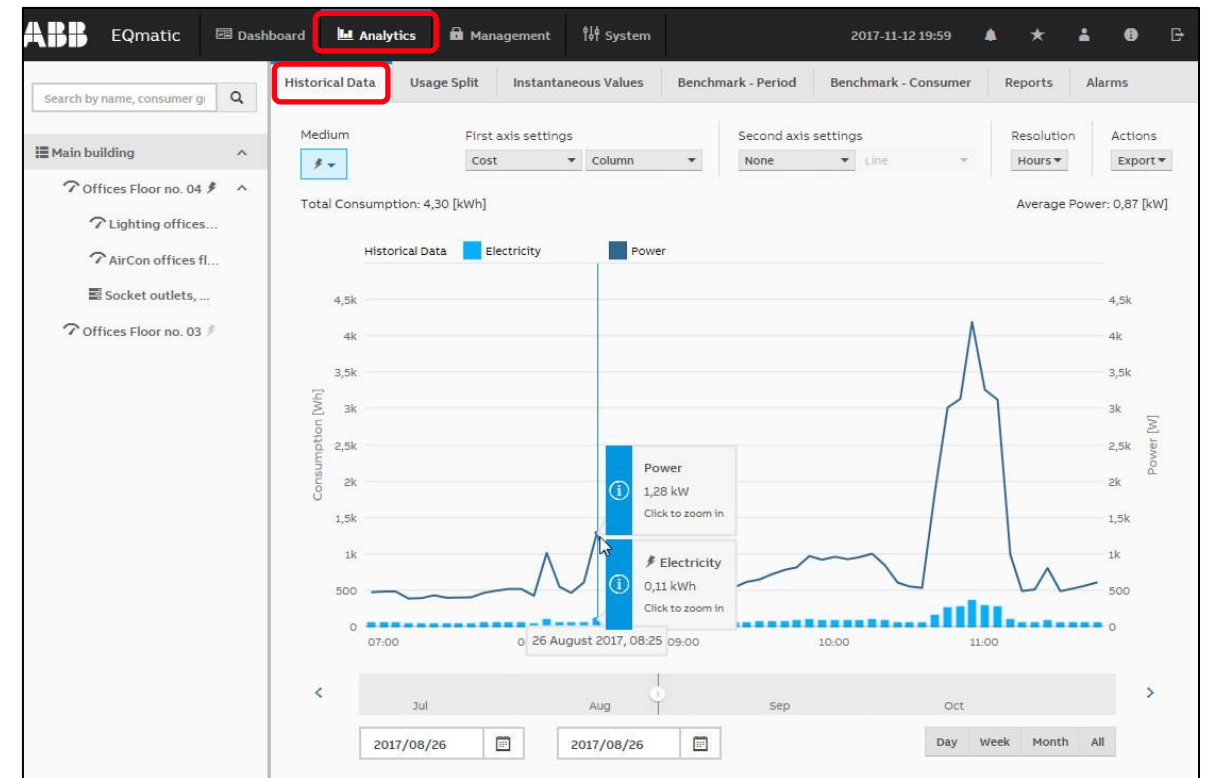 ABB EQmatic Dashboard Analytics Management System 2017-11-12 19:59
Search by name, consumer gr
Main building
Offices Floor no. 04
Lighting offices...
AirCon offices fl...
Socket outlets, ...
Offices Floor no. 03
Historical Data Usage Split Instantaneous Values Benchmark - Period Benchmark - Consumer Reports Alarms
Medium First axis settings Second axis settings Resolution Actions
Cost Column None Line Hours Export
Total Consumption: 4,30 [kWh] Average Power: 0,87 [kW]
Historical Data Electricity Power
4,5k 4,5k
4k 4k
3,5k 3,5k
3k 3k
2,5k 2,5k
2k 2k
1,5k 1,5k
1k 1k
500 500
0 0
Consumption [Wh]
Power [W]
Power
1,28 kW
Click to zoom in
Electricity
0,11 kWh
Click to zoom in
07:00 0 26 August 2017, 08:25 09:00 10:00 11:00
Jul Aug Sep Oct
2017/08/26 2017/08/26 Day Week Month All